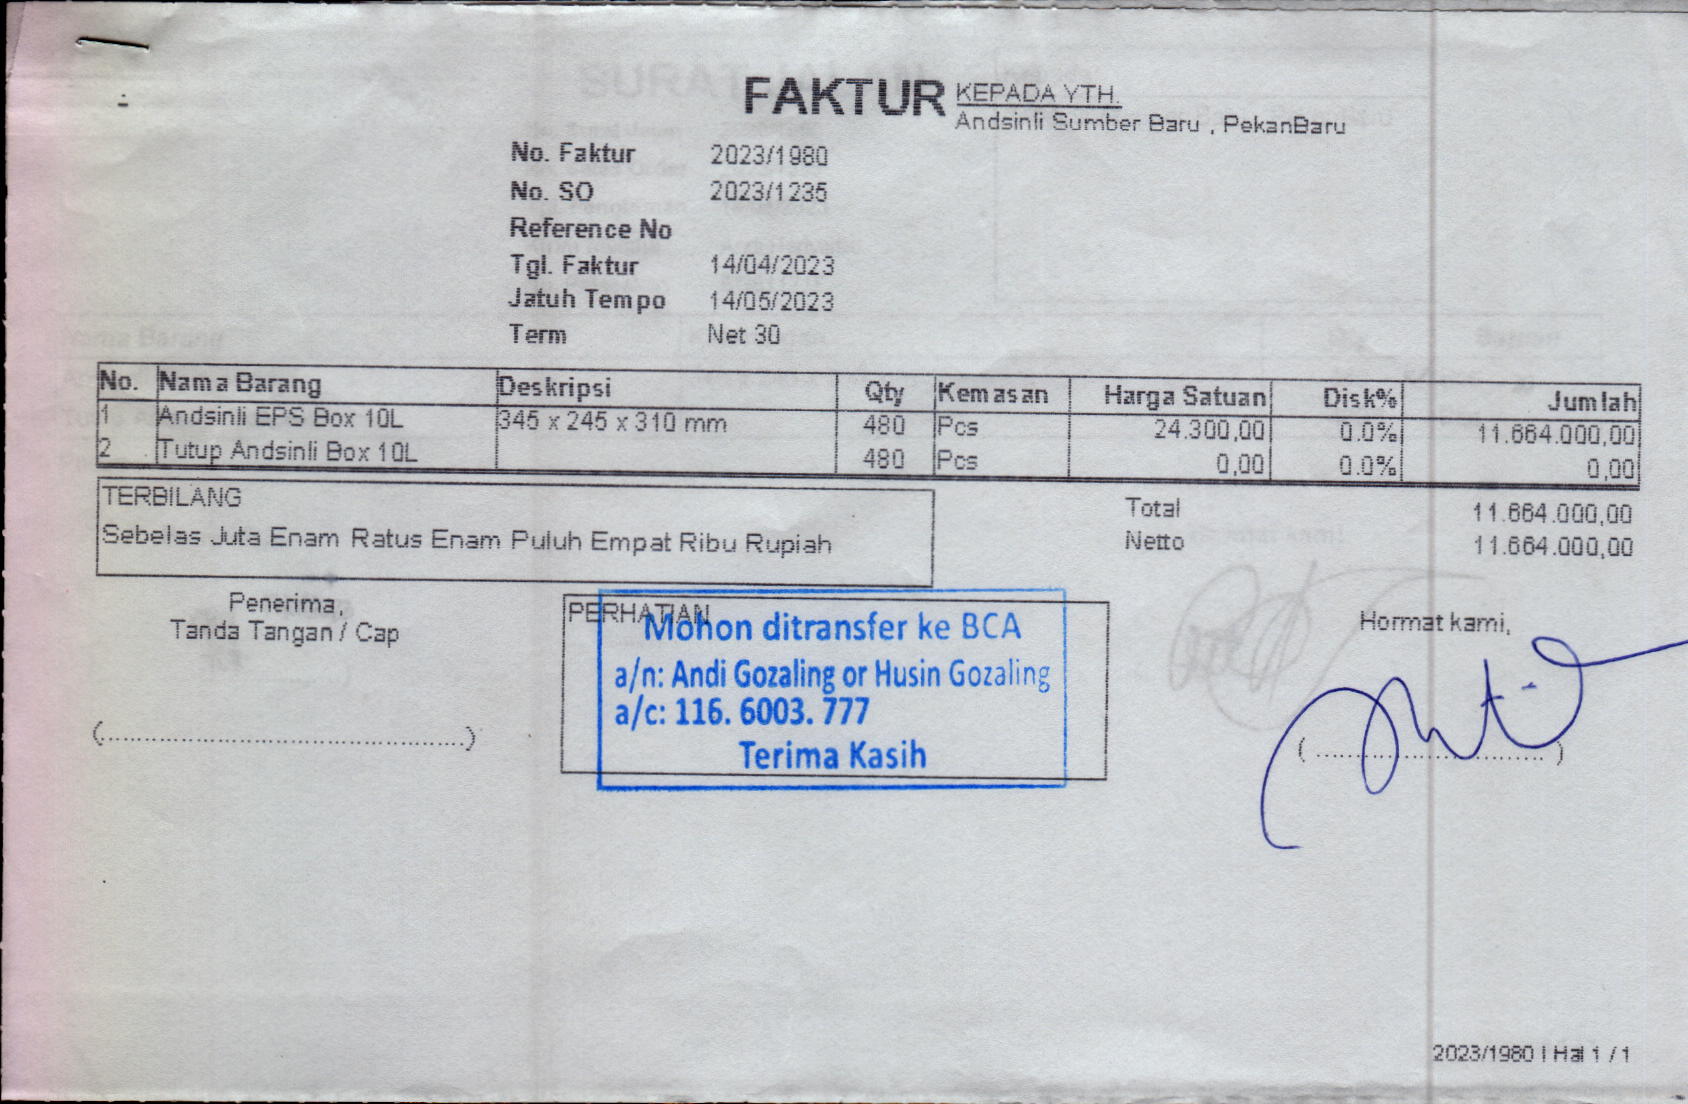 FAKTUR
KEPADA YTH.
Andsinli Sumber Baru , PekanBaru
No. Faktur 2023/1980
No. SO 2023/1235
Reference No
Tgl. Faktur 14/04/2023
Jatuh Tempo 14/05/2023
Term Net 30
No. Nama Barang Deskripsi Qty Kemasan Harga Satuan Disk% Jumlah
1 Andsinli EPS Box 10L 345 x 245 x 310 mm 480 Pcs 24.300,00 0.0% 11.664.000,00
2 Tutup Andsinli Box 10L 480 Pcs 0,00 0.0% 0,00
TERBILANG
Sebelas Juta Enam Ratus Enam Puluh Empat Ribu Rupiah
Total 11.664.000,00
Netto 11.664.000,00
Penerima,
Tanda Tangan / Cap
(............................................)
PERHATIAN
Mohon ditransfer ke BCA
a/n: Andi Gozaling or Husin Gozaling
a/c: 116. 6003. 777
Terima Kasih
Hormat kami,
(............................)
2023/1980 | Hal 1 / 1